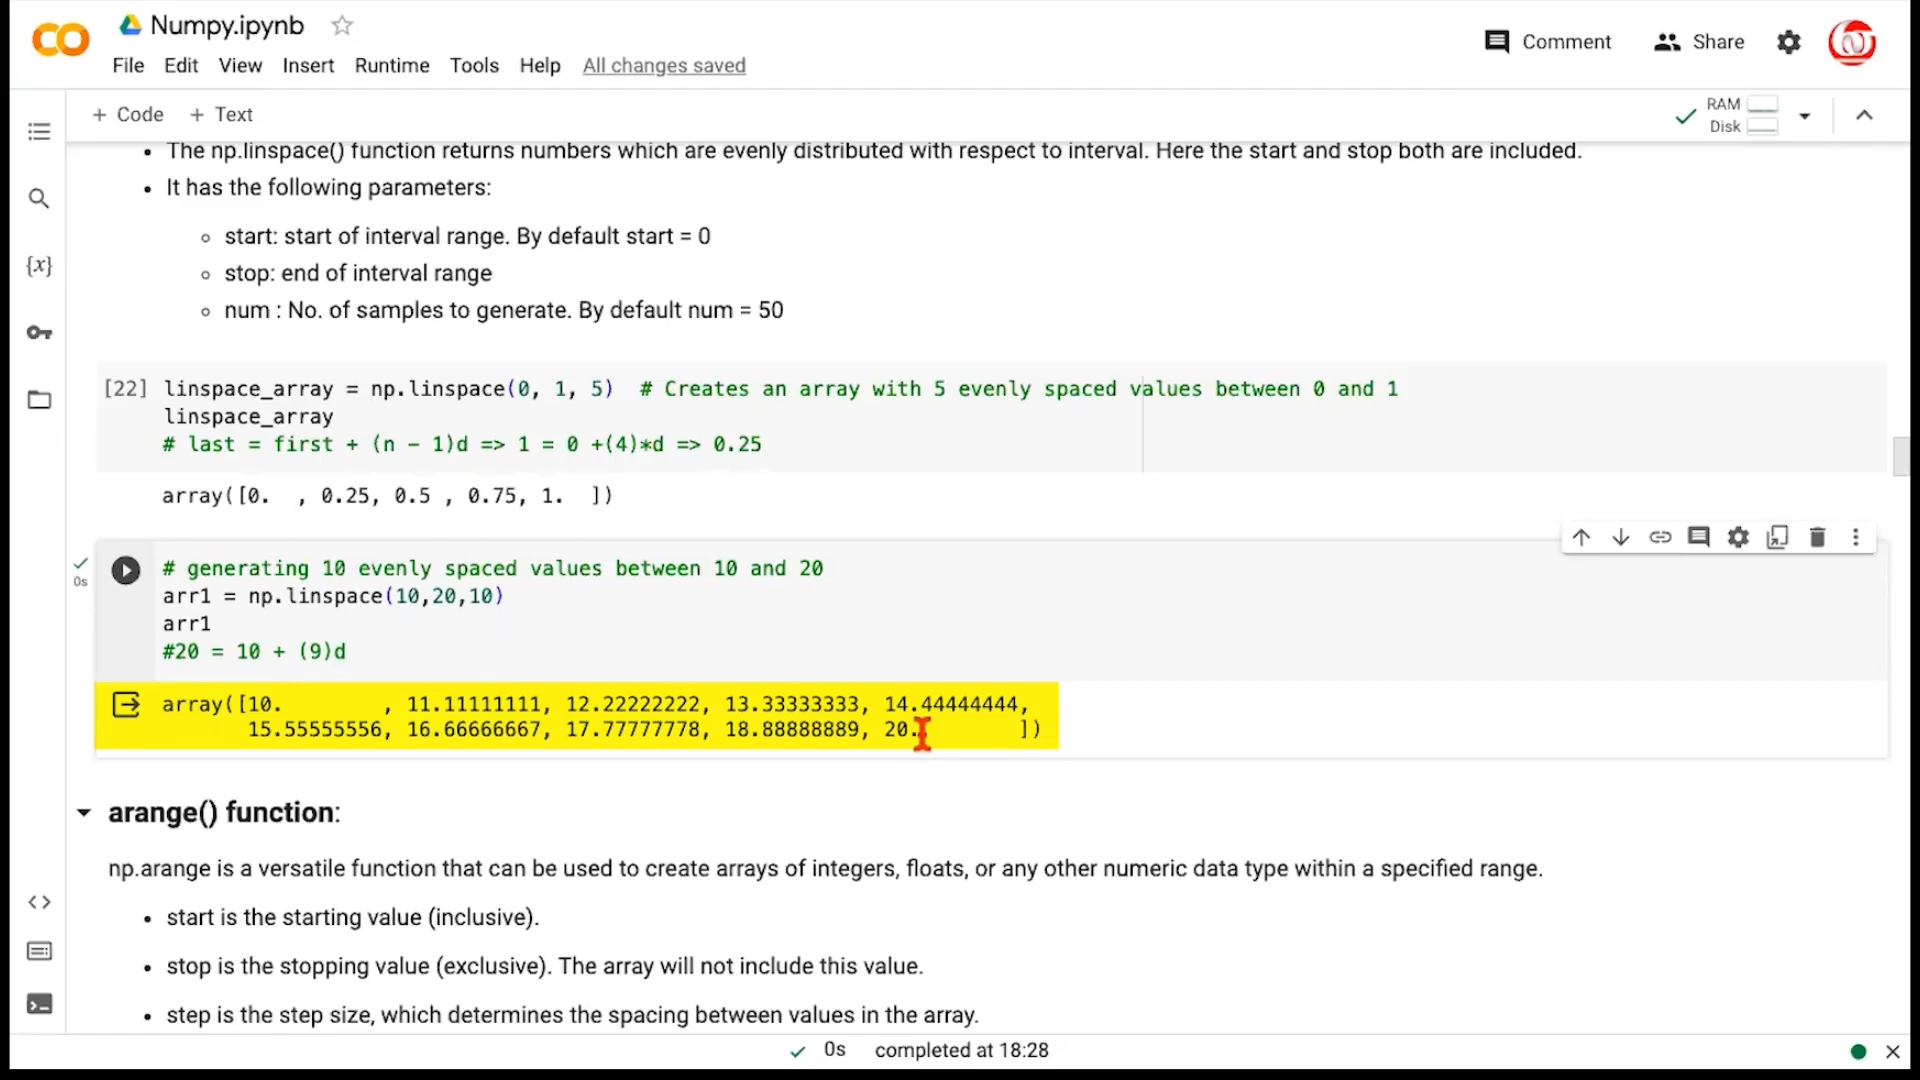 Numpy.ipynb
Comment
Share
File Edit View Insert Runtime Tools Help All changes saved
+ Code + Text
RAM
Disk
• The np.linspace() function returns numbers which are evenly distributed with respect to interval. Here the start and stop both are included.
• It has the following parameters:
◦ start: start of interval range. By default start = 0
◦ stop: end of interval range
◦ num : No. of samples to generate. By default num = 50
[22] linspace_array = np.linspace(0, 1, 5)  # Creates an array with 5 evenly spaced values between 0 and 1
linspace_array
# last = first + (n - 1)d => 1 = 0 +(4)*d => 0.25
array([0.  , 0.25, 0.5 , 0.75, 1.  ])
0s
# generating 10 evenly spaced values between 10 and 20
arr1 = np.linspace(10,20,10)
arr1
#20 = 10 + (9)d
array([10.        , 11.11111111, 12.22222222, 13.33333333, 14.44444444,
15.55555556, 16.66666667, 17.77777778, 18.88888889, 20.        ])
arange() function:
np.arange is a versatile function that can be used to create arrays of integers, floats, or any other numeric data type within a specified range.
• start is the starting value (inclusive).
• stop is the stopping value (exclusive). The array will not include this value.
• step is the step size, which determines the spacing between values in the array.
0s completed at 18:28